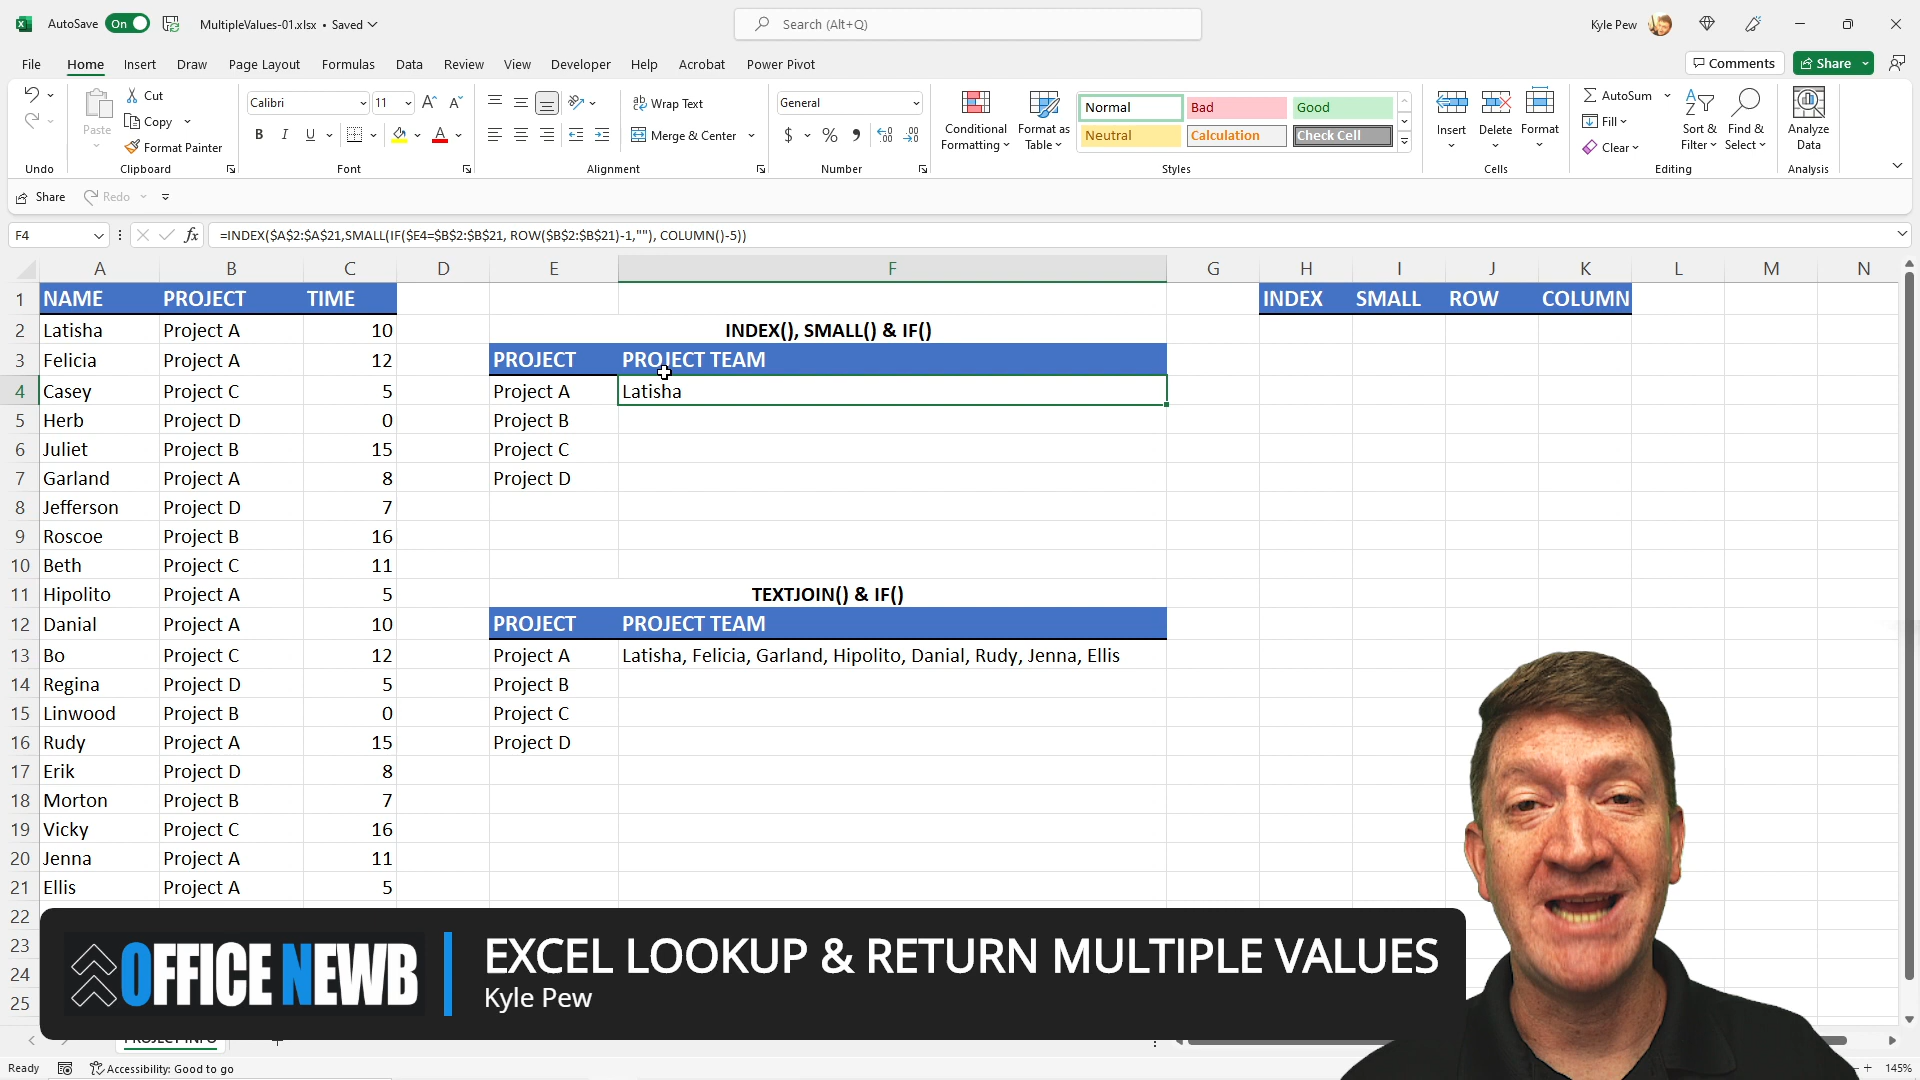 AutoSave On MultipleValues-01.xlsx • Saved Search (Alt+Q) Kyle Pew
File Home Insert Draw Page Layout Formulas Data Review View Developer Help Acrobat Power Pivot Comments Share
Paste Cut Copy Format Painter
Calibri 11 B I U A
Wrap Text Merge & Center
General $ % 9
Conditional Formatting Format as Table
Normal Bad Good
Neutral Calculation Check Cell
Insert Delete Format
AutoSum Fill Clear
Sort & Filter Find & Select
Analyze Data
Undo Clipboard Font Alignment Number Styles Cells Editing Analysis
Share Redo
F4 fx =INDEX($A$2:$A$21,SMALL(IF($E4=$B$2:$B$21, ROW($B$2:$B$21)-1,""), COLUMN()-5))
A B C D E F G H I J K L M N
1 NAME PROJECT TIME INDEX SMALL ROW COLUMN
2 Latisha Project A 10 INDEX(), SMALL() & IF()
3 Felicia Project A 12 PROJECT PROJECT TEAM
4 Casey Project C 5 Project A Latisha
5 Herb Project D 0 Project B
6 Juliet Project B 15 Project C
7 Garland Project A 8 Project D
8 Jefferson Project D 7
9 Roscoe Project B 16
10 Beth Project C 11
11 Hipolito Project A 5 TEXTJOIN() & IF()
12 Danial Project A 10 PROJECT PROJECT TEAM
13 Bo Project C 12 Project A Latisha, Felicia, Garland, Hipolito, Danial, Rudy, Jenna, Ellis
14 Regina Project D 5 Project B
15 Linwood Project B 0 Project C
16 Rudy Project A 15 Project D
17 Erik Project D 8
18 Morton Project B 7
19 Vicky Project C 16
20 Jenna Project A 11
21 Ellis Project A 5
22
23
24
25
OFFICE NEWB
EXCEL LOOKUP & RETURN MULTIPLE VALUES
Kyle Pew
PROJECT INFO
Ready Accessibility: Good to go 145%